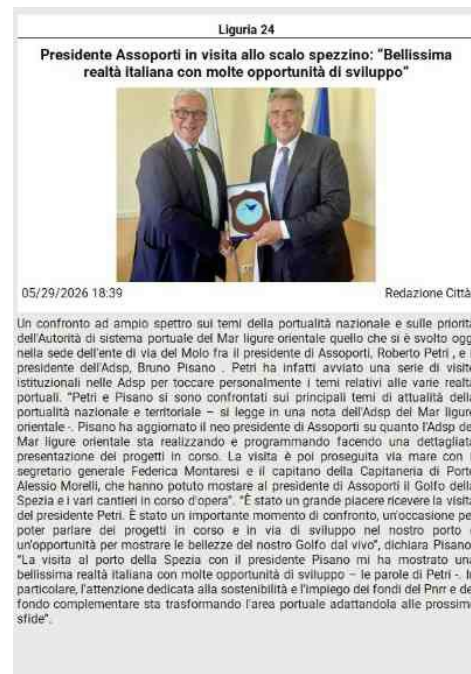 Liguria 24
Presidente Assoporti in visita allo scalo spezzino: “Bellissima
realtà italiana con molte opportunità di sviluppo”
05/29/2026 18:39 Redazione Città
Un confronto ad ampio spettro sui temi della portualità nazionale e sulle priorità
dell'Autorità di sistema portuale del Mar ligure orientale quello che si è svolto ogg
nella sede dell'ente di via del Molo fra il presidente di Assoporti, Roberto Petri , e i
presidente dell'Adsp, Bruno Pisano . Petri ha infatti avviato una serie di visite
istituzionali nelle Adsp per toccare personalmente i temi relativi alle varie realtà
portuali. “Petri e Pisano si sono confrontati sui principali temi di attualità della
portualità nazionale e territoriale – si legge in una nota dell'Adsp del Mar ligure
orientale -. Pisano ha aggiornato il neo presidente di Assoporti su quanto l'Adsp de
Mar ligure orientale sta realizzando e programmando facendo una dettagliata
presentazione dei progetti in corso. La visita è poi proseguita via mare con i
segretario generale Federica Montaresi e il capitano della Capitaneria di Porto
Alessio Morelli, che hanno potuto mostare al presidente di Assoporti il Golfo della
Spezia e i vari cantieri in corso d'opera”. “È stato un grande piacere ricevere la visita
del presidente Petri. È stato un importante momento di confronto, un'occasione pe
poter parlare dei progetti in corso e in via di sviluppo nel nostro porto e
un'opportunità per mostrare le bellezze del nostro Golfo dal vivo”, dichiara Pisano.
“La visita al porto della Spezia con il presidente Pisano mi ha mostrato una
bellissima realtà italiana con molte opportunità di sviluppo – le parole di Petri -. In
particolare, l'attenzione dedicata alla sostenibilità e l'impiego dei fondi del Pnrr e de
fondo complementare sta trasformando l'area portuale adattandola alle prossime
sfide”.